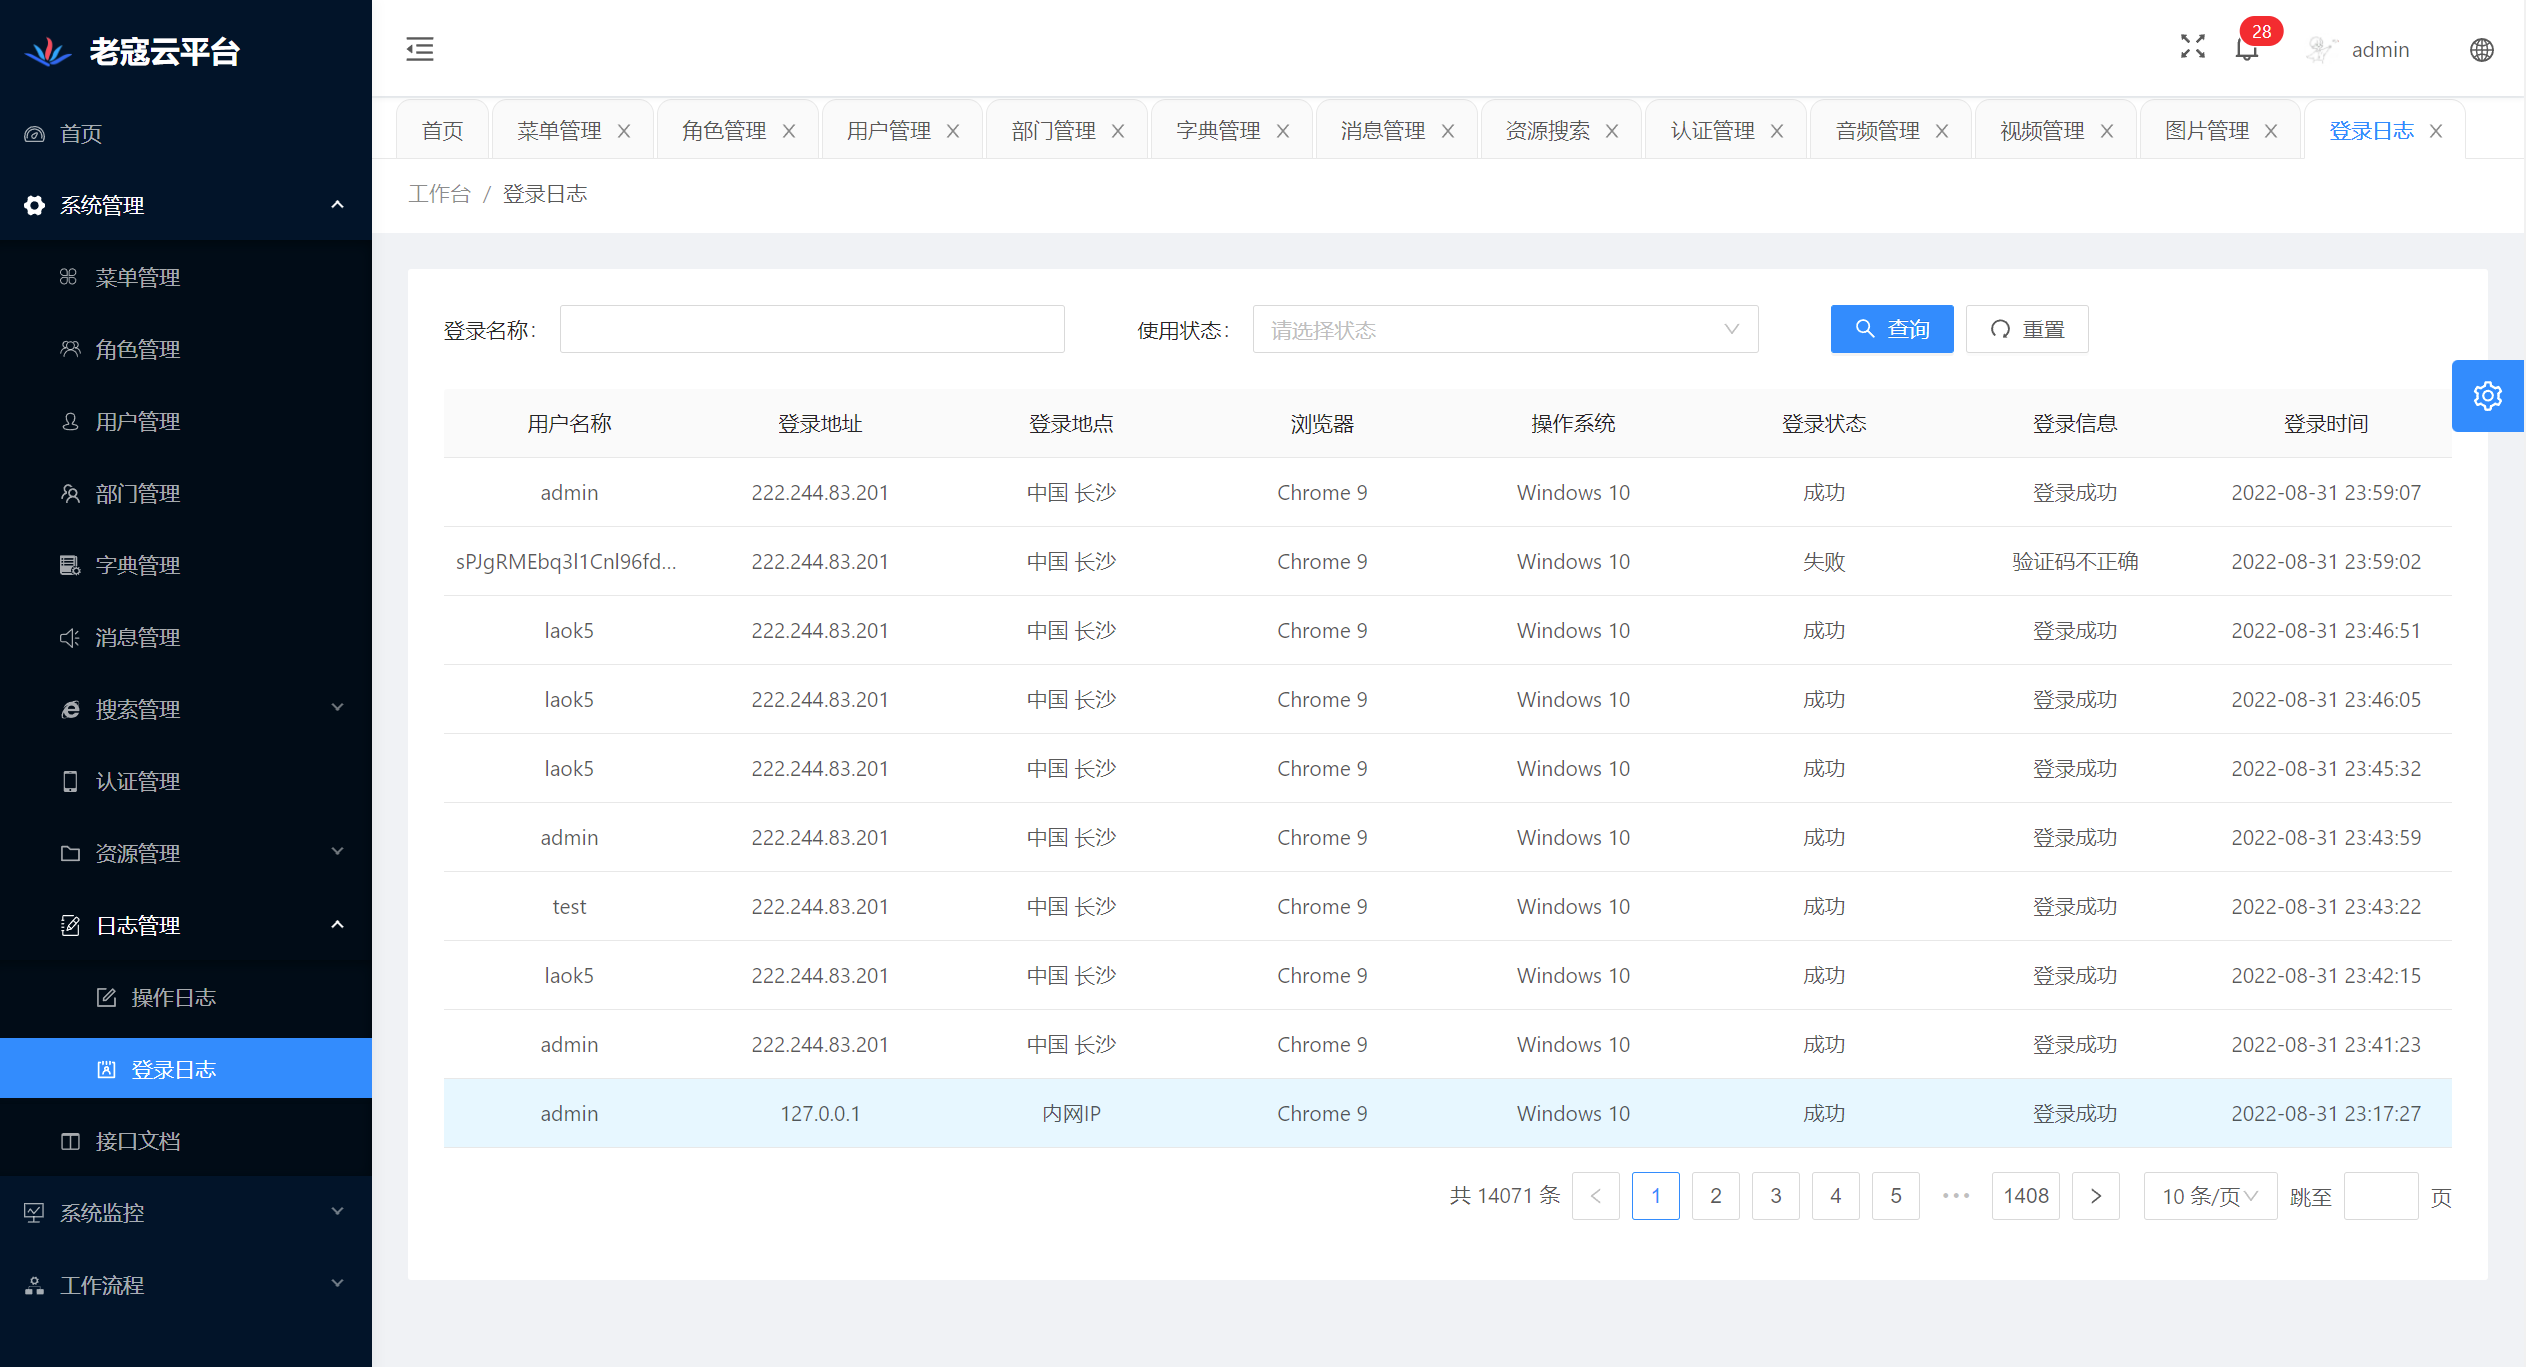 老寇云平台
首页
系统管理
菜单管理
角色管理
用户管理
部门管理
字典管理
消息管理
搜索管理
认证管理
资源管理
日志管理
操作日志
登录日志
接口文档
系统监控
工作流程
28
admin
首页 菜单管理 角色管理 用户管理 部门管理 字典管理 消息管理 资源搜索 认证管理 音频管理 视频管理 图片管理 登录日志
工作台 / 登录日志
登录名称: 使用状态: 请选择状态 查询 重置
用户名称 登录地址 登录地点 浏览器 操作系统 登录状态 登录信息 登录时间
admin 222.244.83.201 中国 长沙 Chrome 9 Windows 10 成功 登录成功 2022-08-31 23:59:07
sPJgRMEbq3l1Cnl96fd... 222.244.83.201 中国 长沙 Chrome 9 Windows 10 失败 验证码不正确 2022-08-31 23:59:02
laok5 222.244.83.201 中国 长沙 Chrome 9 Windows 10 成功 登录成功 2022-08-31 23:46:51
laok5 222.244.83.201 中国 长沙 Chrome 9 Windows 10 成功 登录成功 2022-08-31 23:46:05
laok5 222.244.83.201 中国 长沙 Chrome 9 Windows 10 成功 登录成功 2022-08-31 23:45:32
admin 222.244.83.201 中国 长沙 Chrome 9 Windows 10 成功 登录成功 2022-08-31 23:43:59
test 222.244.83.201 中国 长沙 Chrome 9 Windows 10 成功 登录成功 2022-08-31 23:43:22
laok5 222.244.83.201 中国 长沙 Chrome 9 Windows 10 成功 登录成功 2022-08-31 23:42:15
admin 222.244.83.201 中国 长沙 Chrome 9 Windows 10 成功 登录成功 2022-08-31 23:41:23
admin 127.0.0.1 内网IP Chrome 9 Windows 10 成功 登录成功 2022-08-31 23:17:27
共 14071 条 < 1 2 3 4 5 ••• 1408 > 10 条/页 跳至 页